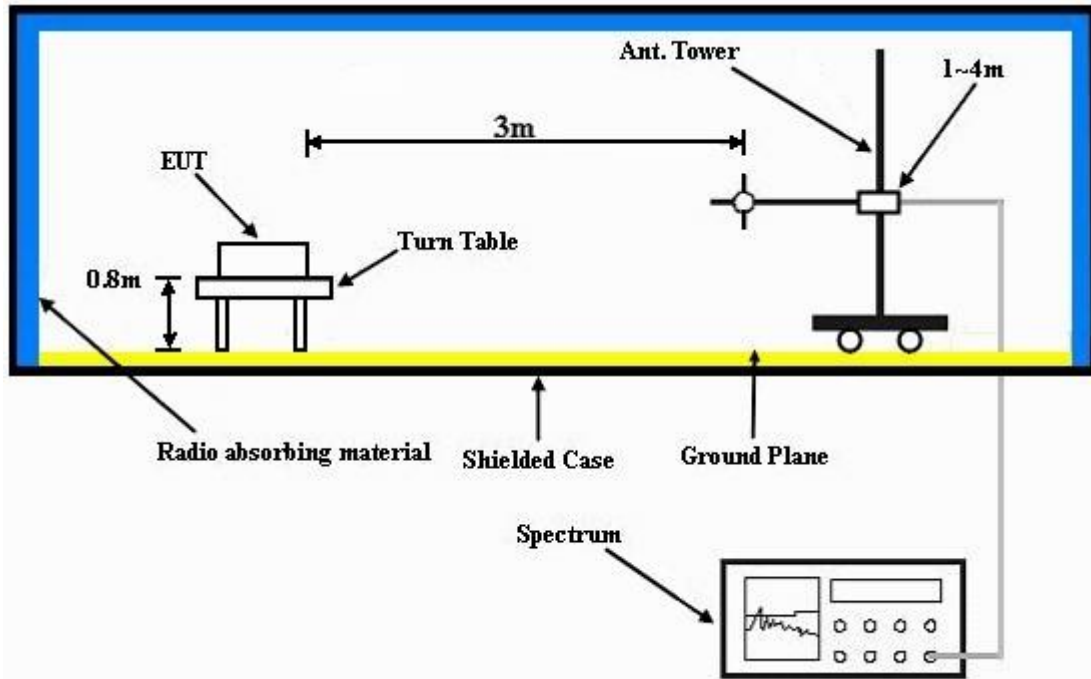 Ant. Tower
1~4m
3m
EUT
Turn Table
0.8m
Radio absorbing material
Shielded Case
Ground Plane
Spectrum